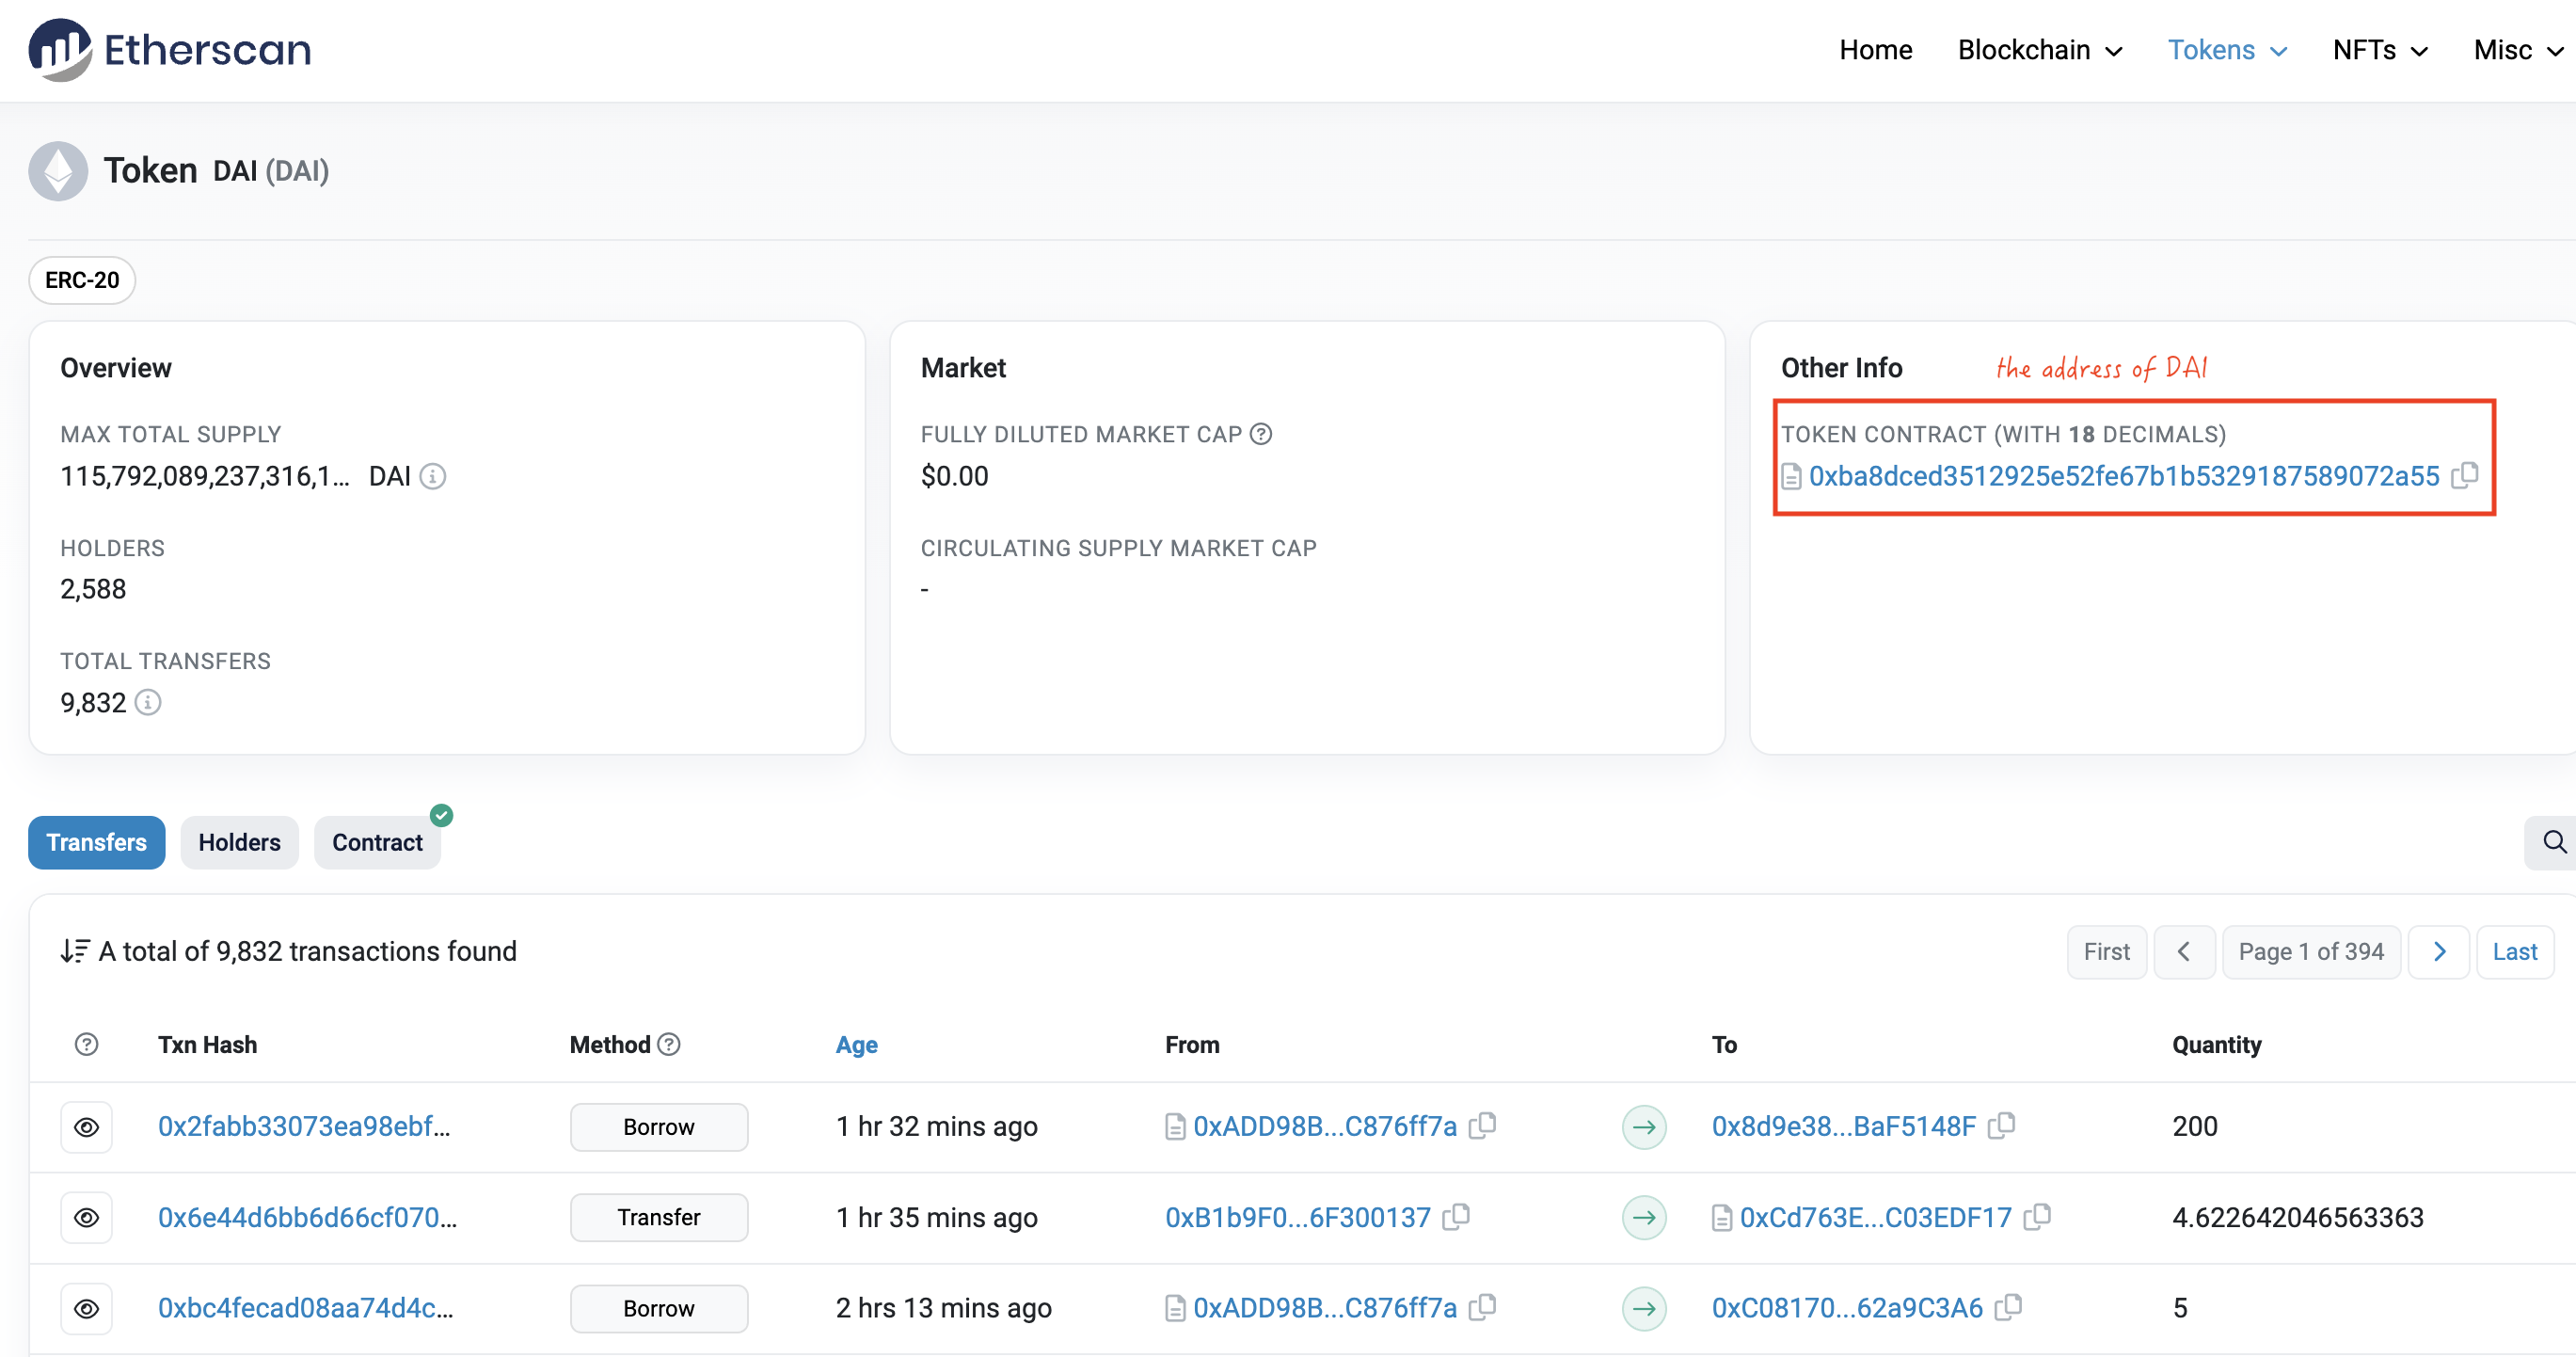 Etherscan
Home Blockchain Tokens NFTs Misc
Token DAI (DAI)
ERC-20
Overview
MAX TOTAL SUPPLY
115,792,089,237,316,1... DAI
HOLDERS
2,588
TOTAL TRANSFERS
9,832
Market
FULLY DILUTED MARKET CAP
$0.00
CIRCULATING SUPPLY MARKET CAP
-
Other Info the address of DAI
TOKEN CONTRACT (WITH 18 DECIMALS)
0xba8dced3512925e52fe67b1b5329187589072a55
Transfers Holders Contract
A total of 9,832 transactions found
First Page 1 of 394 Last
Txn Hash Method Age From To Quantity
0x2fabb33073ea98ebf... Borrow 1 hr 32 mins ago 0xADD98B...C876ff7a 0x8d9e38...BaF5148F 200
0x6e44d6bb6d66cf070... Transfer 1 hr 35 mins ago 0xB1b9F0...6F300137 0xCd763E...C03EDF17 4.622642046563363
0xbc4fecad08aa74d4c... Borrow 2 hrs 13 mins ago 0xADD98B...C876ff7a 0xC08170...62a9C3A6 5